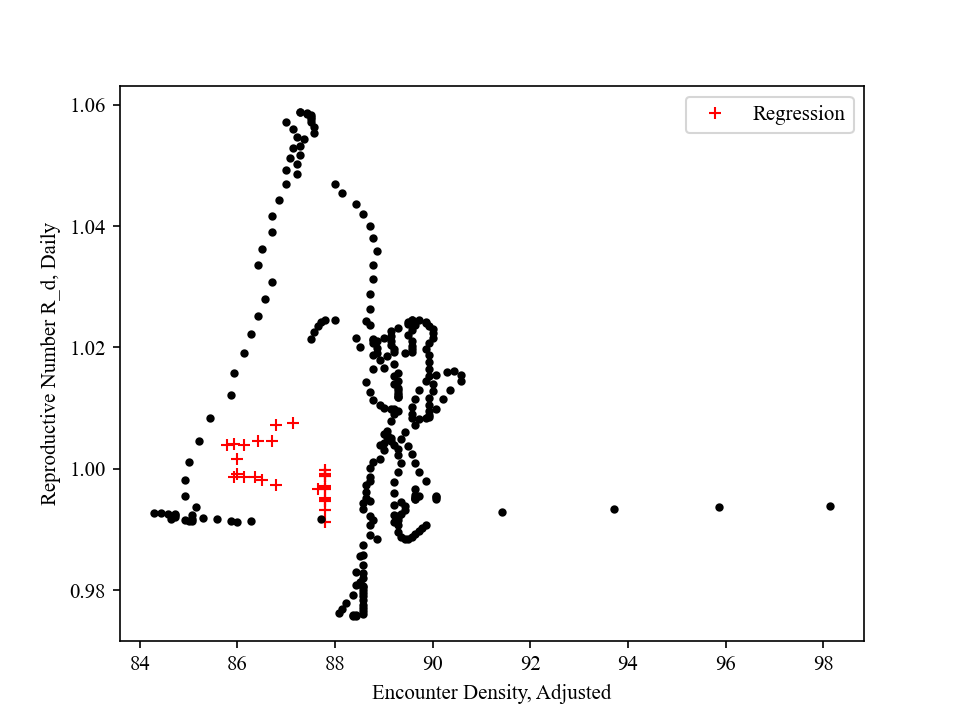 Regression
1.06
1.04
1.02
1.00
0.98
Reproductive Number R_d, Daily
84 86 88 90 92 94 96 98
Encounter Density, Adjusted